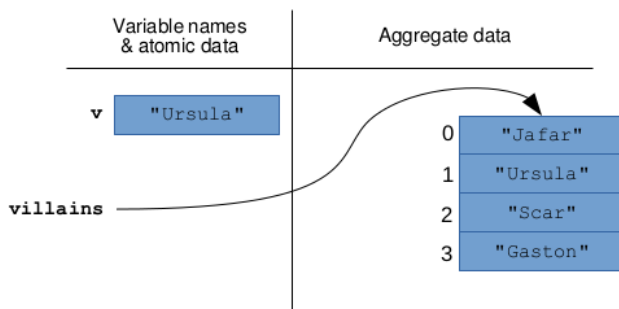 Variable names
& atomic data
Aggregate data
v "Ursula"
villains
0 "Jafar"
1 "Ursula"
2 "Scar"
3 "Gaston"